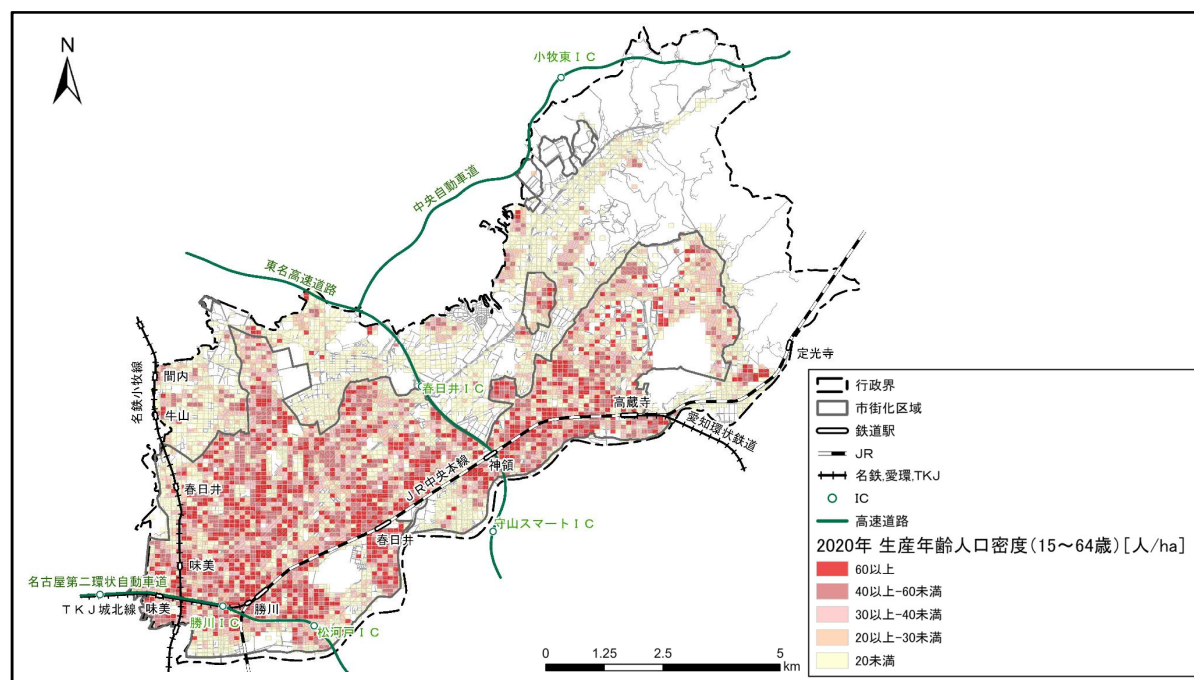 N
小牧東IC
中央自動車道
東名高速道路
名鉄小牧線
間内
牛山
春日井IC
定光寺
高蔵寺
愛知環状鉄道
神領
JR中央本線
春日井
守山スマートIC
春日井
味美
名古屋第二環状自動車道
TKJ城北線
味美
勝川
勝川IC
松河戸IC
0 1.25 2.5 5
km
行政界
市街化区域
鉄道駅
JR
名鉄,愛環,TKJ
IC
高速道路
2020年 生産年齢人口密度(15~64歳)[人/ha]
60以上
40以上-60未満
30以上-40未満
20以上-30未満
20未満